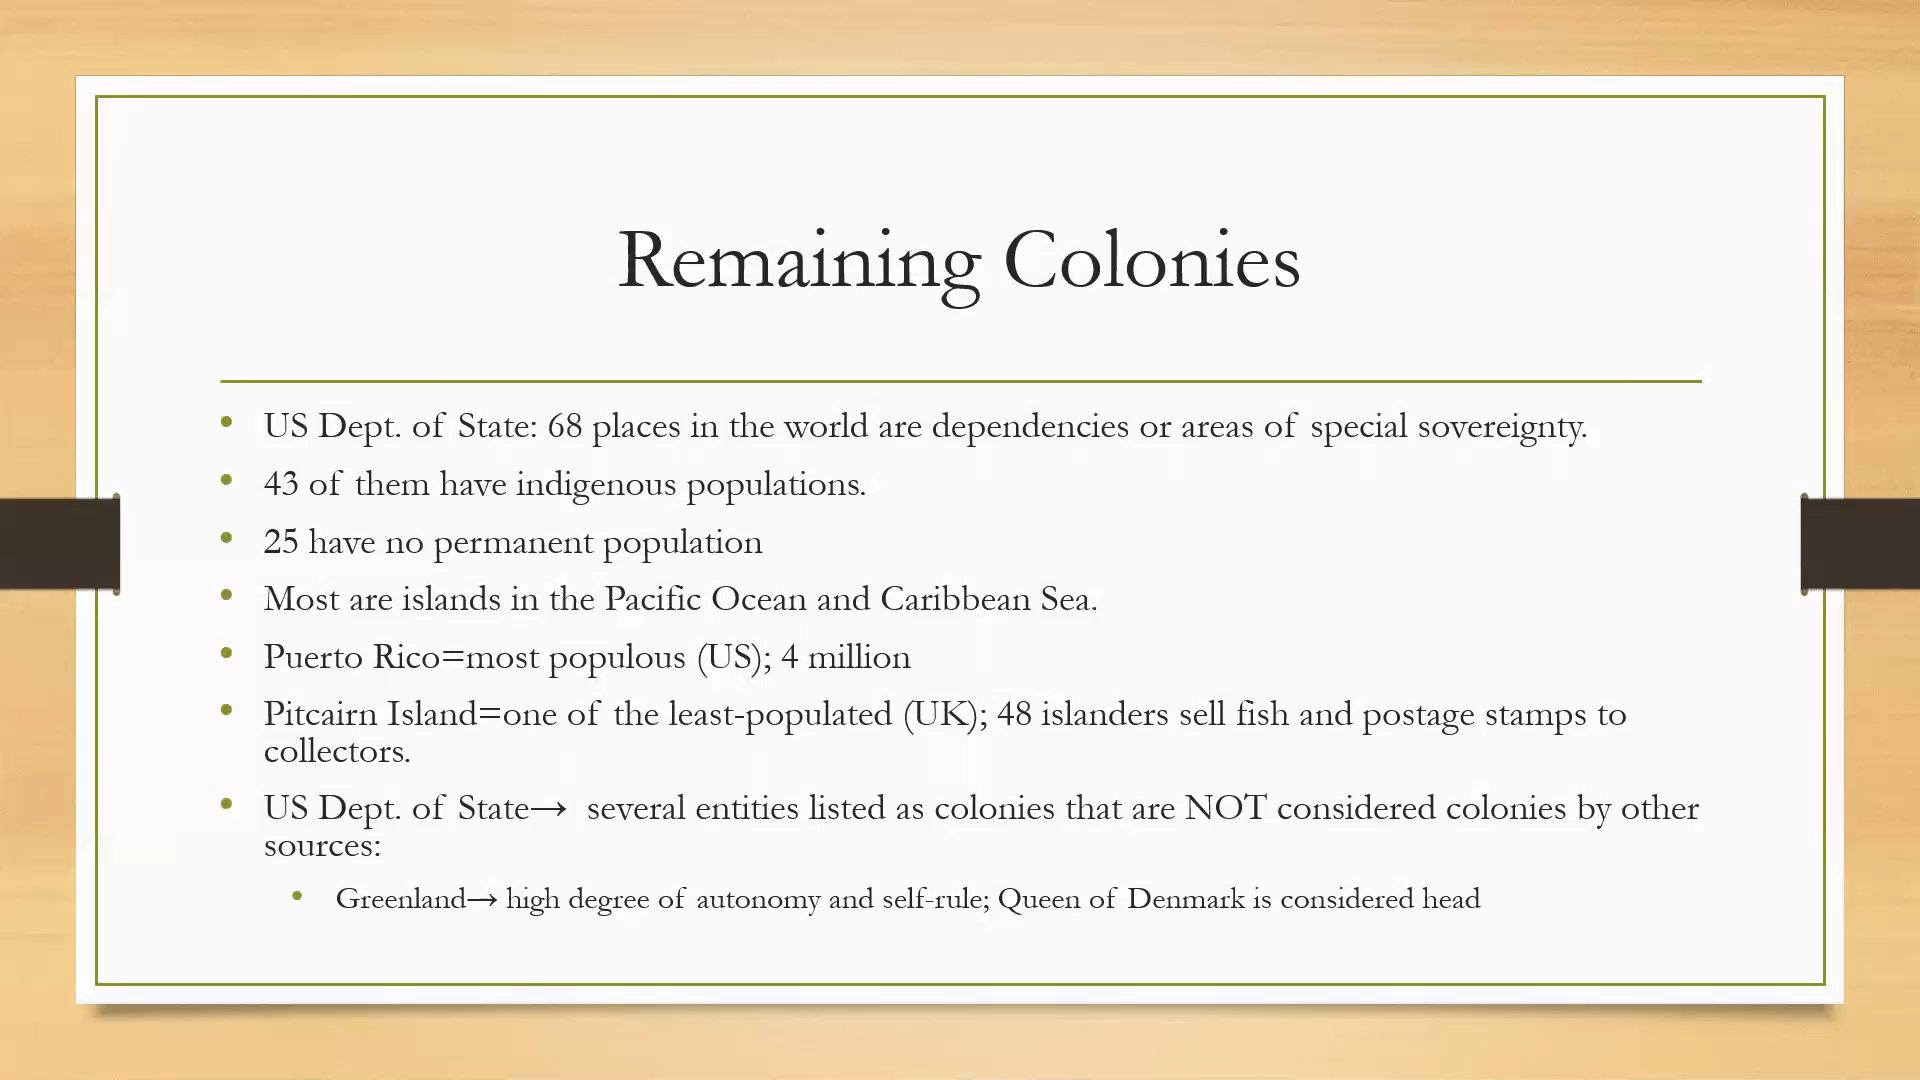 Remaining Colonies
• US Dept. of State: 68 places in the world are dependencies or areas of special sovereignty.
• 43 of them have indigenous populations.
• 25 have no permanent population
• Most are islands in the Pacific Ocean and Caribbean Sea.
• Puerto Rico=most populous (US); 4 million
• Pitcairn Island=one of the least-populated (UK); 48 islanders sell fish and postage stamps to
collectors.
• US Dept. of State→ several entities listed as colonies that are NOT considered colonies by other
sources:
• Greenland→ high degree of autonomy and self-rule; Queen of Denmark is considered head